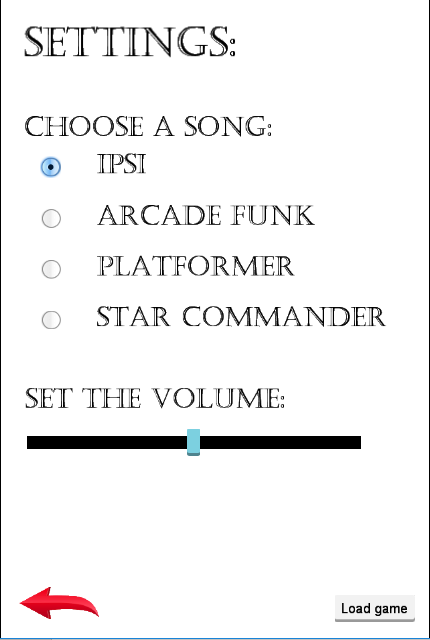 SETTINGS:
CHOOSE A SONG:
IPSI
ARCADE FUNK
PLATFORMER
STAR COMMANDER
SET THE VOLUME:
Load game